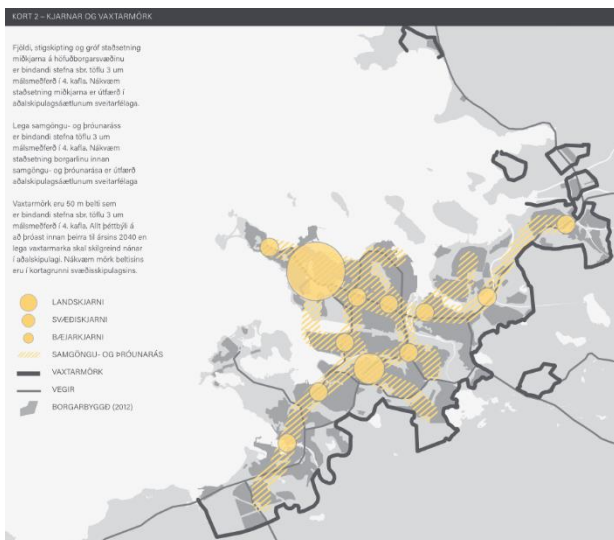 KORT 2 – KJARNAR OG VAXTARMÖRK
Fjöldi, stigskipting og gróf staðsetning
miðkjarna á höfuðborgarsvæðinu
er bindandi stefna sbr. töflu 3 um
málsmeðferð í 4. kafla. Nákvæm
staðsetning miðkjarna er útfærð í
aðalskipulagsáætlunum sveitarfélaga.
Lega samgöngu- og þróunaráss
er bindandi stefna töflu 3 um
málsmeðferð í 4. kafla. Nákvæm
staðsetning borgarlínu innan
samgöngu- og þróunarása er útfærð
aðalskipulagsáætlunum sveitarfélaga
Vaxtarmörk eru 50 m belti sem
er bindandi stefna sbr. töflu 3 um
málsmeðferð í 4. kafla. Allt þéttbýli á
að þróast innan þeirra til ársins 2040 en
lega vaxtarmarka skal skilgreind nánar
í aðalskipulagi. Nákvæm mörk beltisins
eru í kortagrunni svæðisskipulagsins.
LANDSKJARNI
SVÆÐISKJARNI
BÆJARKJARNI
SAMGÖNGU- OG ÞRÓUNARÁS
VAXTARMÖRK
VEGIR
BORGARBYGGÐ (2012)